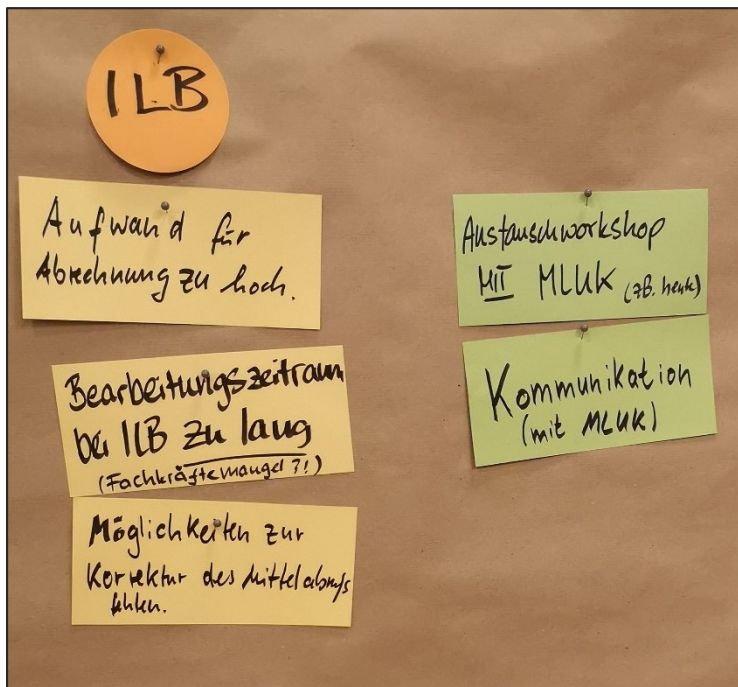 ILB
Aufwand für
Abrechnung zu hoch.
Bearbeitungszeitraum
bei ILB zu lang
(Fachkräftemangel?!)
Möglichkeiten zur
Korrektur des Mittelabrufs
fehlen.
Austauschworkshop
MIT MLUK (zB. heute)
Kommunikation
(mit MLUK)